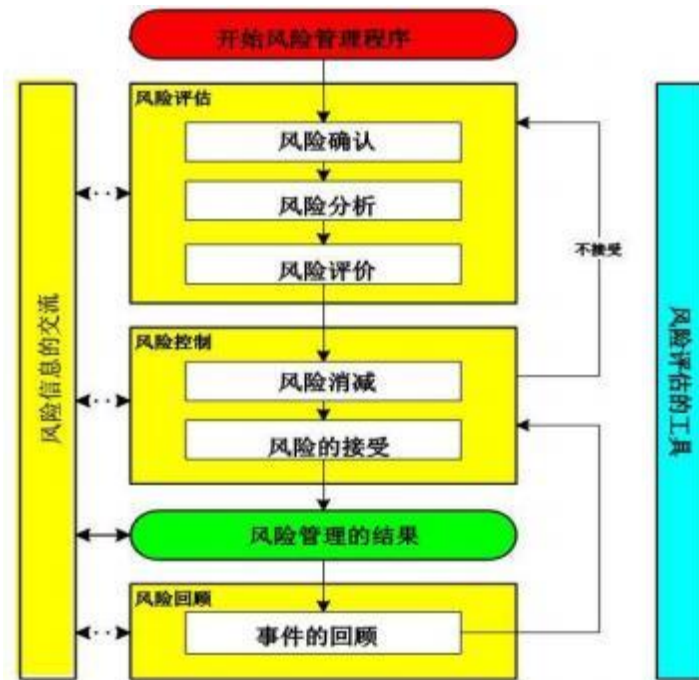 开始风险管理程序
风险评估
风险确认
风险分析
风险评价
不接受
风险控制
风险消减
风险的接受
风险管理的结果
风险回顾
事件的回顾
风险信息的交流
风险评估的工具